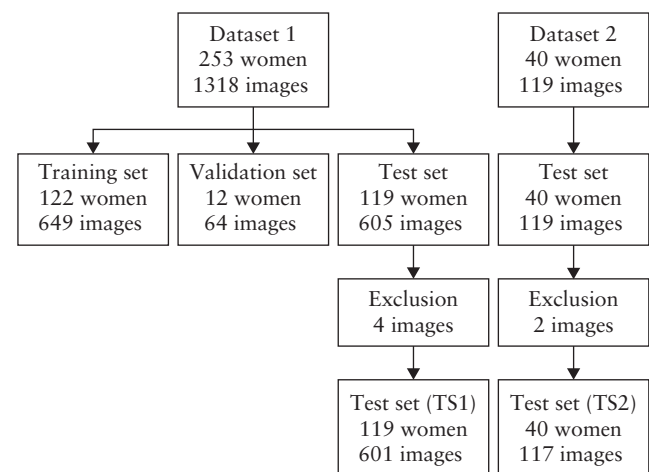 Dataset 1
253 women
1318 images
Dataset 2
40 women
119 images
Training set
122 women
649 images
Validation set
12 women
64 images
Test set
119 women
605 images
Test set
40 women
119 images
Exclusion
4 images
Exclusion
2 images
Test set (TS1)
119 women
601 images
Test set (TS2)
40 women
117 images